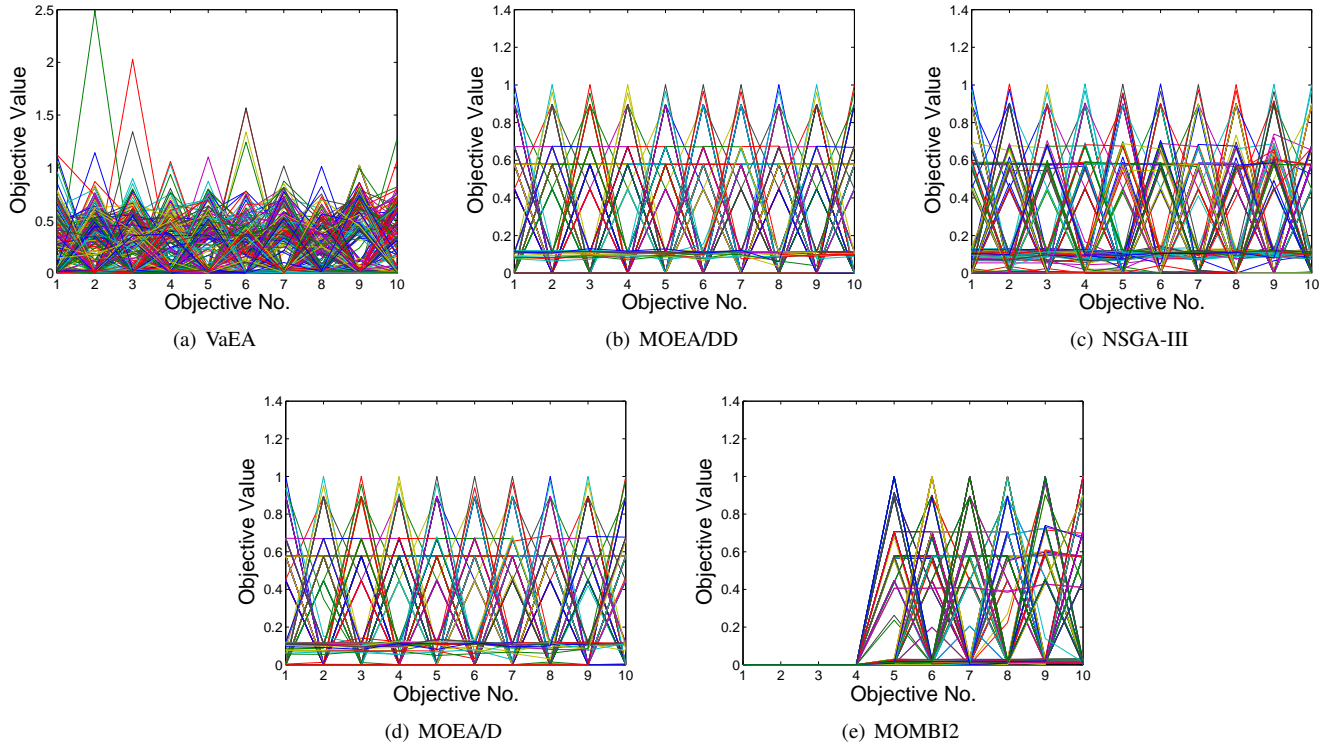 2.5
2
1.5
1
0.5
0
1 2 3 4 5 6 7 8 9 10
Objective Value
Objective No.
(a) VaEA
1.4
1.2
1
0.8
0.6
0.4
0.2
0
1 2 3 4 5 6 7 8 9 10
Objective Value
Objective No.
(b) MOEA/DD
1.4
1.2
1
0.8
0.6
0.4
0.2
0
1 2 3 4 5 6 7 8 9 10
Objective Value
Objective No.
(c) NSGA-III
1.4
1.2
1
0.8
0.6
0.4
0.2
0
1 2 3 4 5 6 7 8 9 10
Objective Value
Objective No.
(d) MOEA/D
1.4
1.2
1
0.8
0.6
0.4
0.2
0
1 2 3 4 5 6 7 8 9 10
Objective Value
Objective No.
(e) MOMBI2